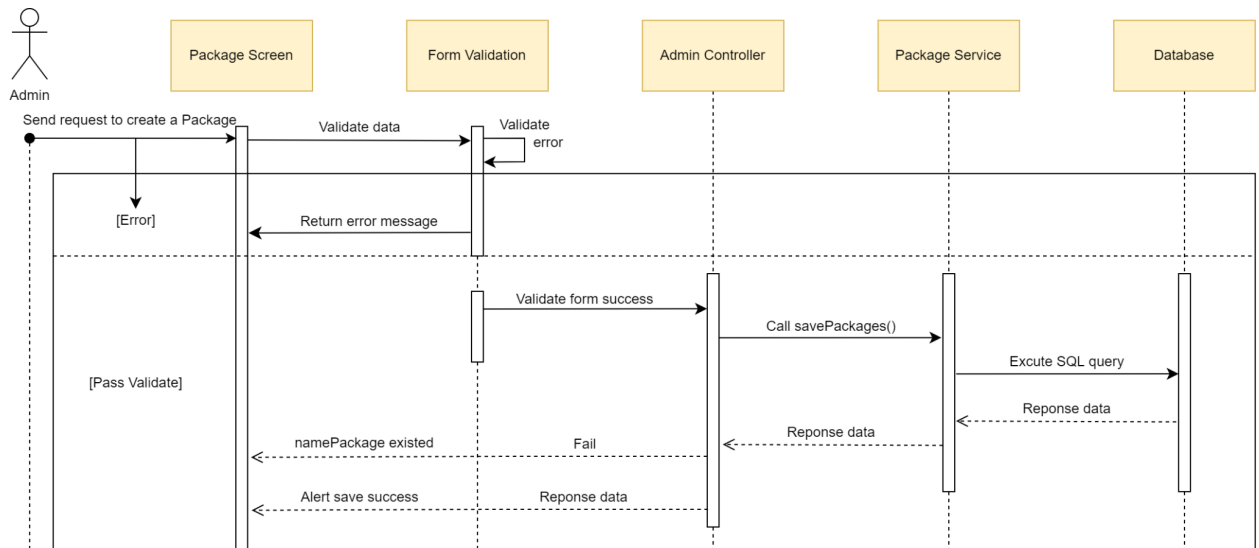 Package Screen
Form Validation
Admin Controller
Package Service
Database
Admin
Send request to create a Package
Validate data
Validate
error
[Error]
Return error message
Validate form success
Call savePackages()
Excute SQL query
[Pass Validate]
Reponse data
Reponse data
namePackage existed
Fail
Alert save success
Reponse data